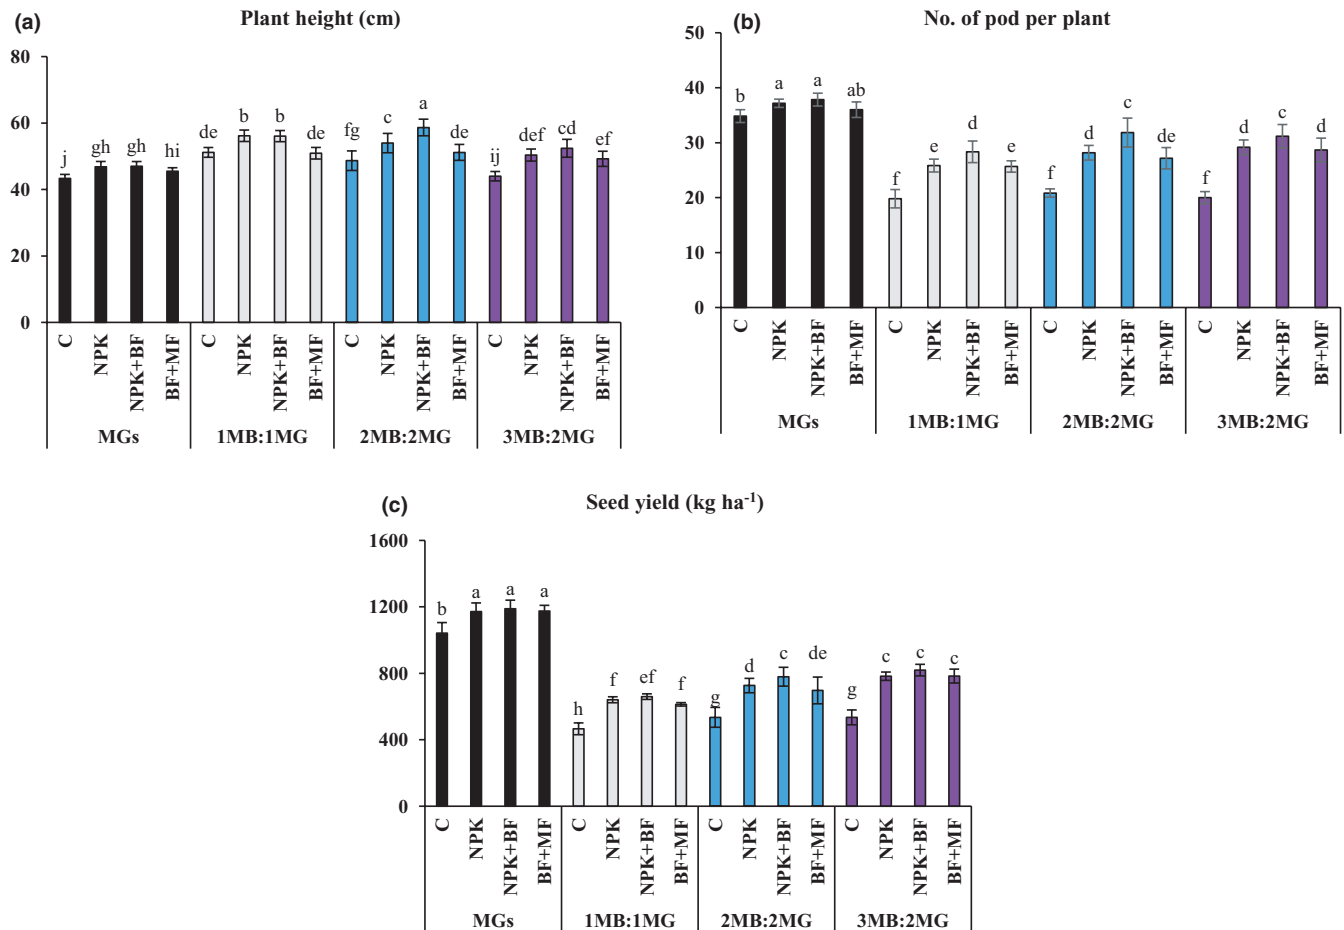 (a)
Plant height (cm)
80
60
40
20
0
j gh gh hi de b b de fg c a de ij def cd ef
C NPK NPK+BF BF+MF C NPK NPK+BF BF+MF C NPK NPK+BF BF+MF C NPK NPK+BF BF+MF
MGs 1MB:1MG 2MB:2MG 3MB:2MG
(b)
No. of pod per plant
50
40
30
20
10
0
b a a ab f e d e f d c de f d c d
C NPK NPK+BF BF+MF C NPK NPK+BF BF+MF C NPK NPK+BF BF+MF C NPK NPK+BF BF+MF
MGs 1MB:1MG 2MB:2MG 3MB:2MG
(c)
Seed yield (kg ha⁻¹)
1600
1200
800
400
0
b a a a h f ef f g d c de g c c c
C NPK NPK+BF BF+MF C NPK NPK+BF BF+MF C NPK NPK+BF BF+MF C NPK NPK+BF BF+MF
MGs 1MB:1MG 2MB:2MG 3MB:2MG